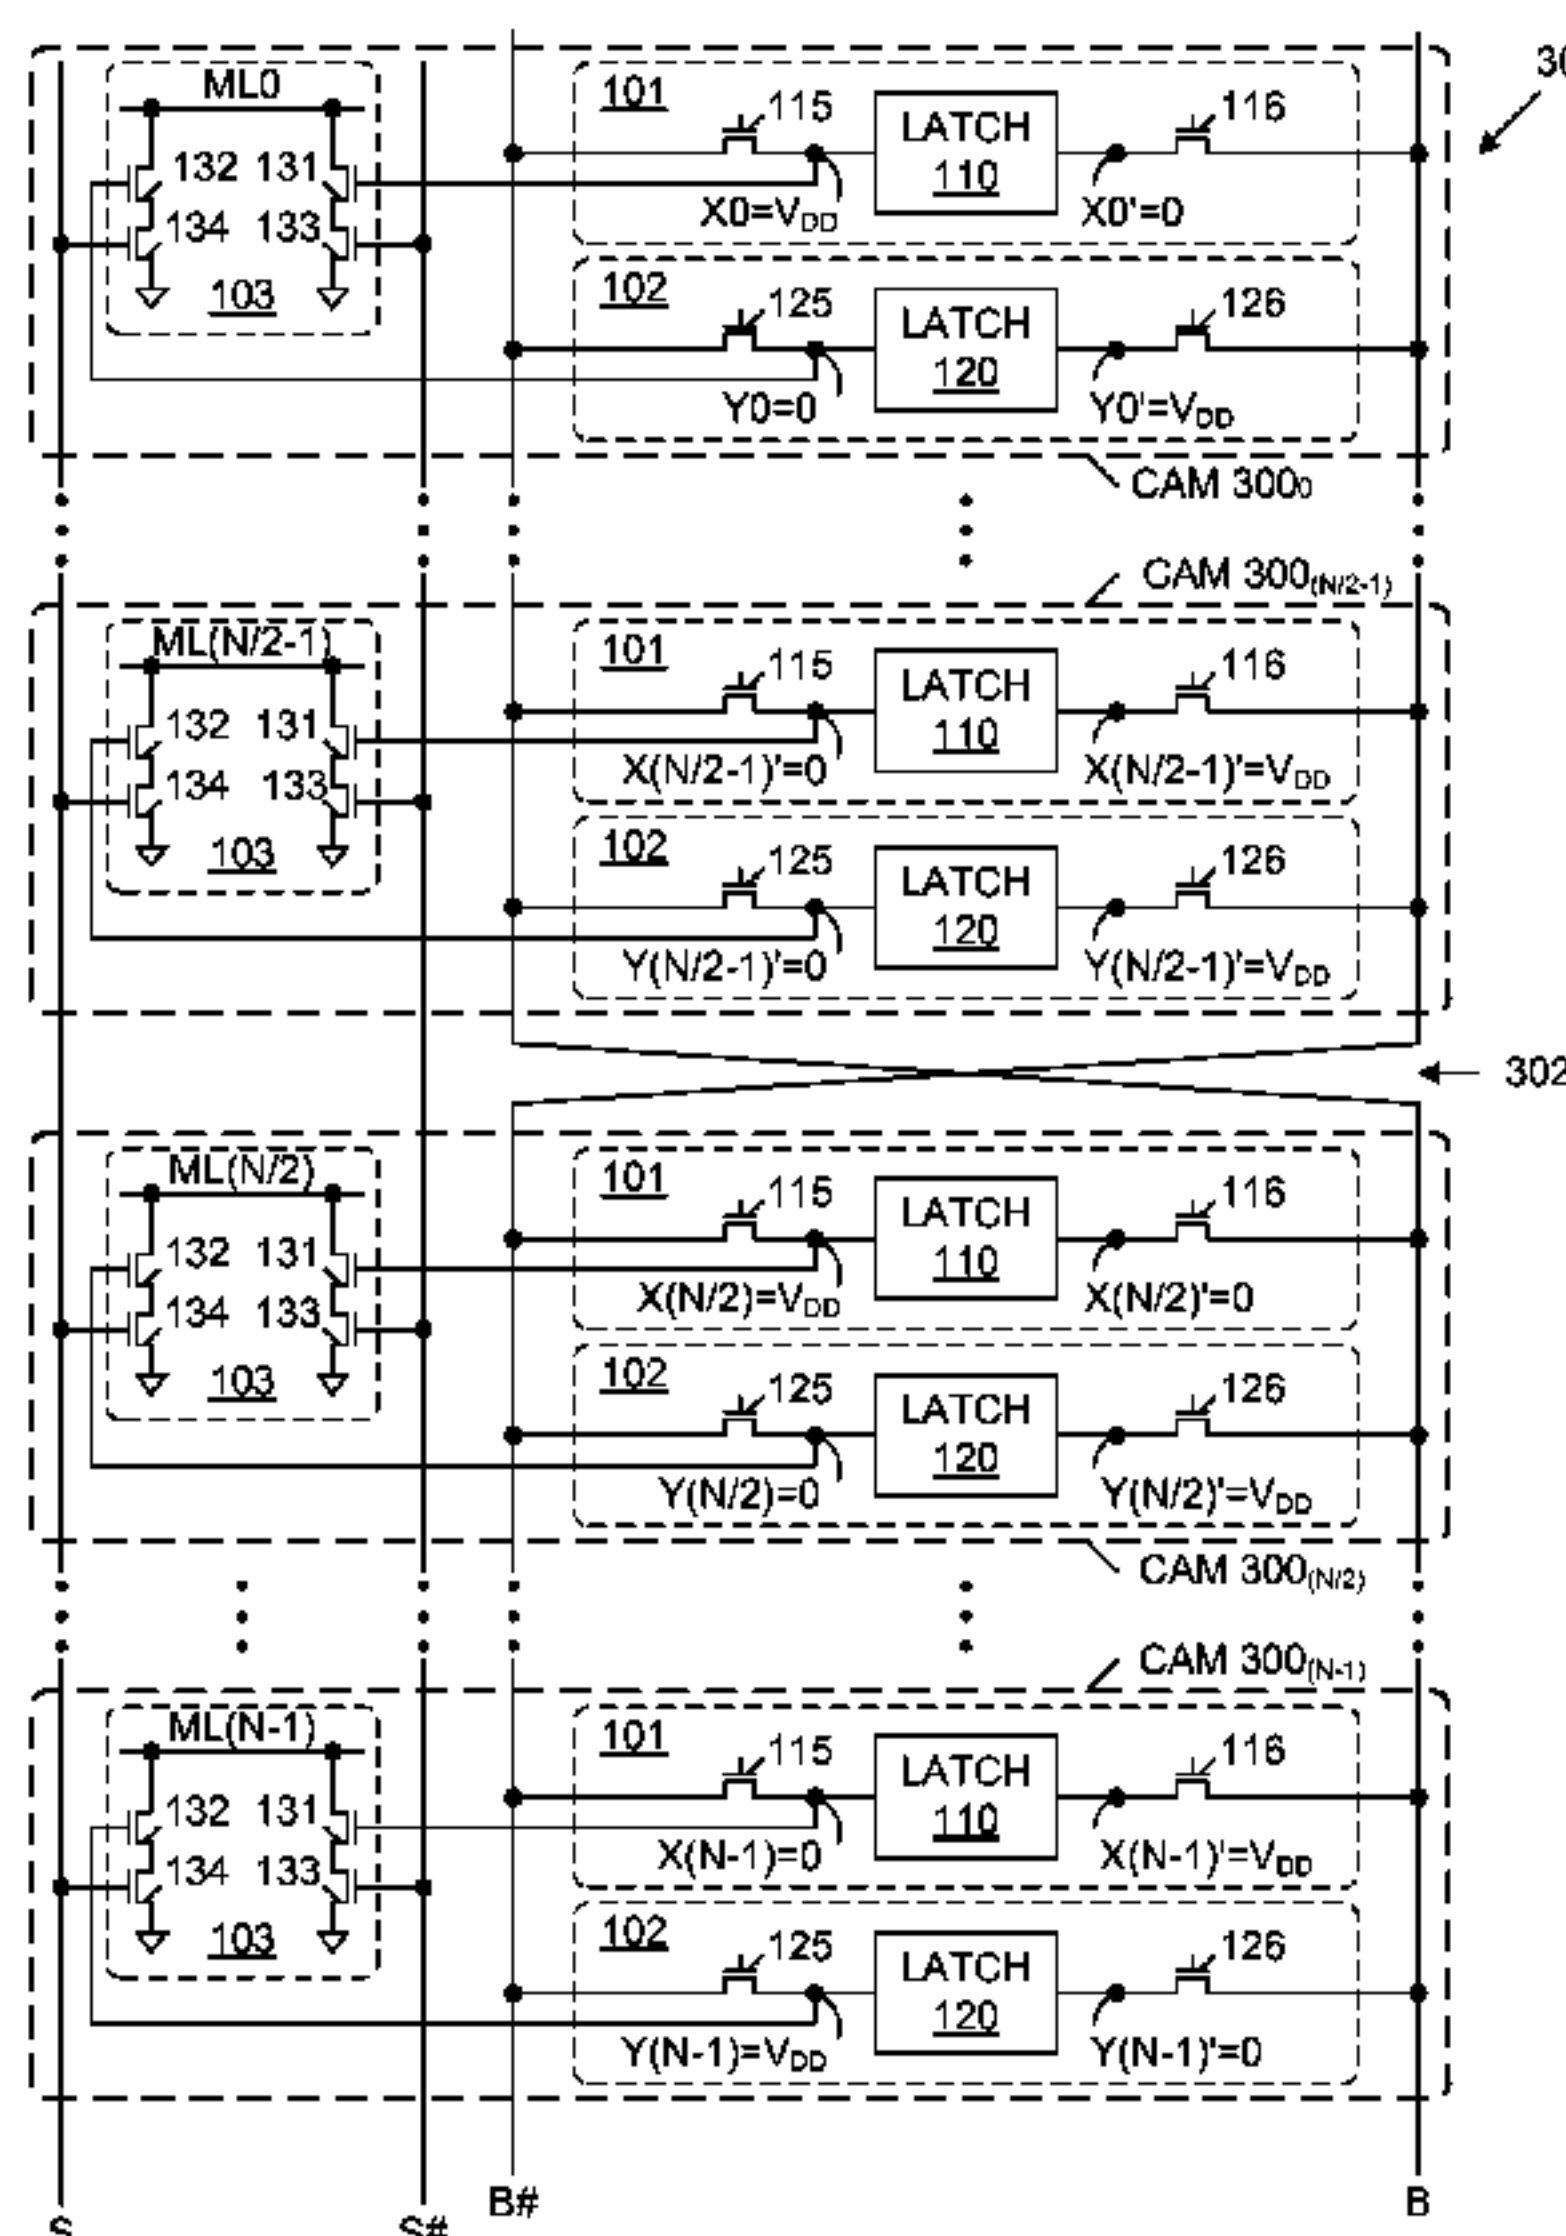 30
ML0
101
115
LATCH
110
116
132 131
X0=VDD
X0'=0
134 133
103
102
125
LATCH
120
126
Y0=0
Y0'=VDD
CAM 3000
CAM 300(N/2-1)
ML(N/2-1)
101
115
LATCH
110
116
132 131
X(N/2-1)'=0
X(N/2-1)'=VDD
134 133
103
102
125
LATCH
120
126
Y(N/2-1)'=0
Y(N/2-1)'=VDD
302
ML(N/2)
101
115
LATCH
110
116
132 131
X(N/2)=VDD
X(N/2)'=0
134 133
103
102
125
LATCH
120
126
Y(N/2)=0
Y(N/2)'=VDD
CAM 300(N/2)
CAM 300(N-1)
ML(N-1)
101
115
LATCH
110
116
132 131
X(N-1)=0
X(N-1)'=VDD
134 133
103
102
125
LATCH
120
126
Y(N-1)=VDD
Y(N-1)'=0
S
S#
B#
B